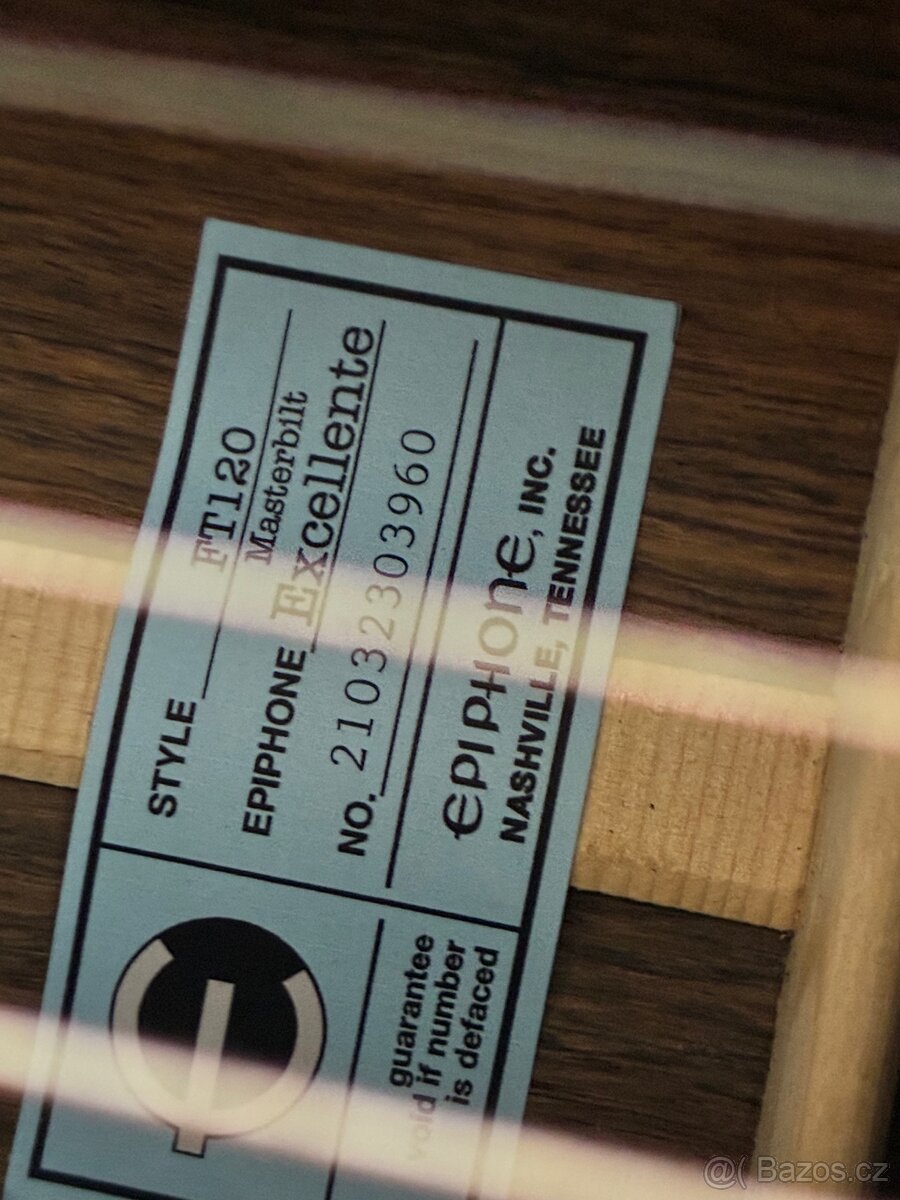 STYLE FT120
Masterbilt
EPIPHONE Excellente
NO. 21032303960
EPIPHONE, INC.
NASHVILLE, TENNESSEE
guarantee
void if number
is defaced
@( Bazos.cz